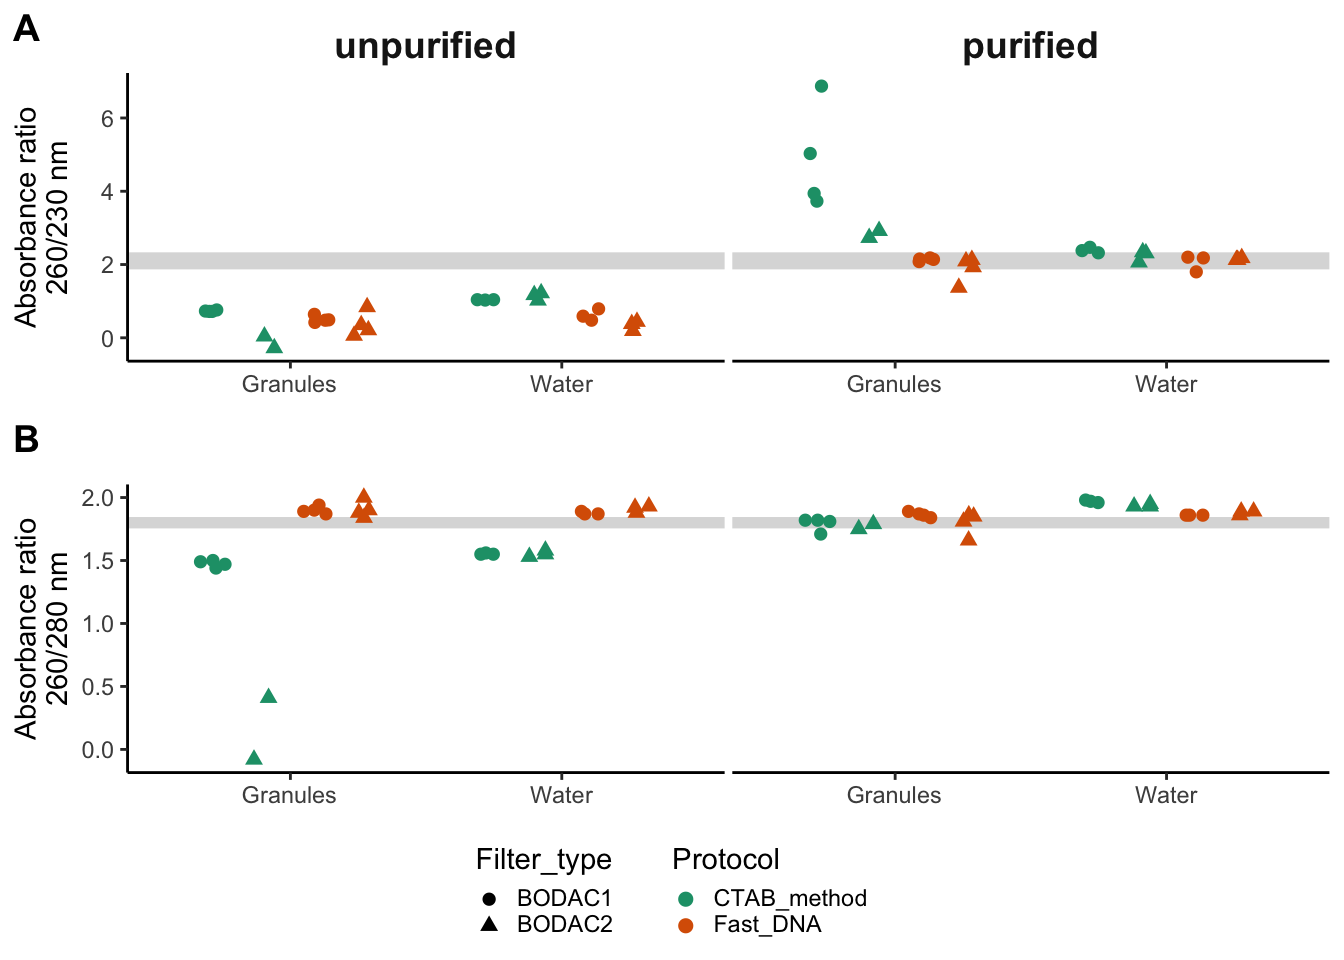 A
unpurified
purified
Absorbance ratio
260/230 nm
6
4
2
0
Granules
Water
Granules
Water
B
Absorbance ratio
260/280 nm
2.0
1.5
1.0
0.5
0.0
Granules
Water
Granules
Water
Filter_type
BODAC1
BODAC2
Protocol
CTAB_method
Fast_DNA